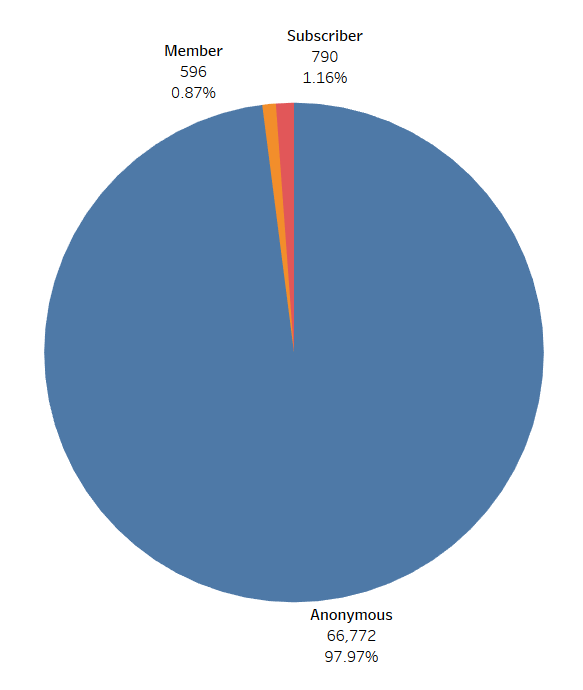 Subscriber
790
1.16%
Member
596
0.87%
Anonymous
66,772
97.97%